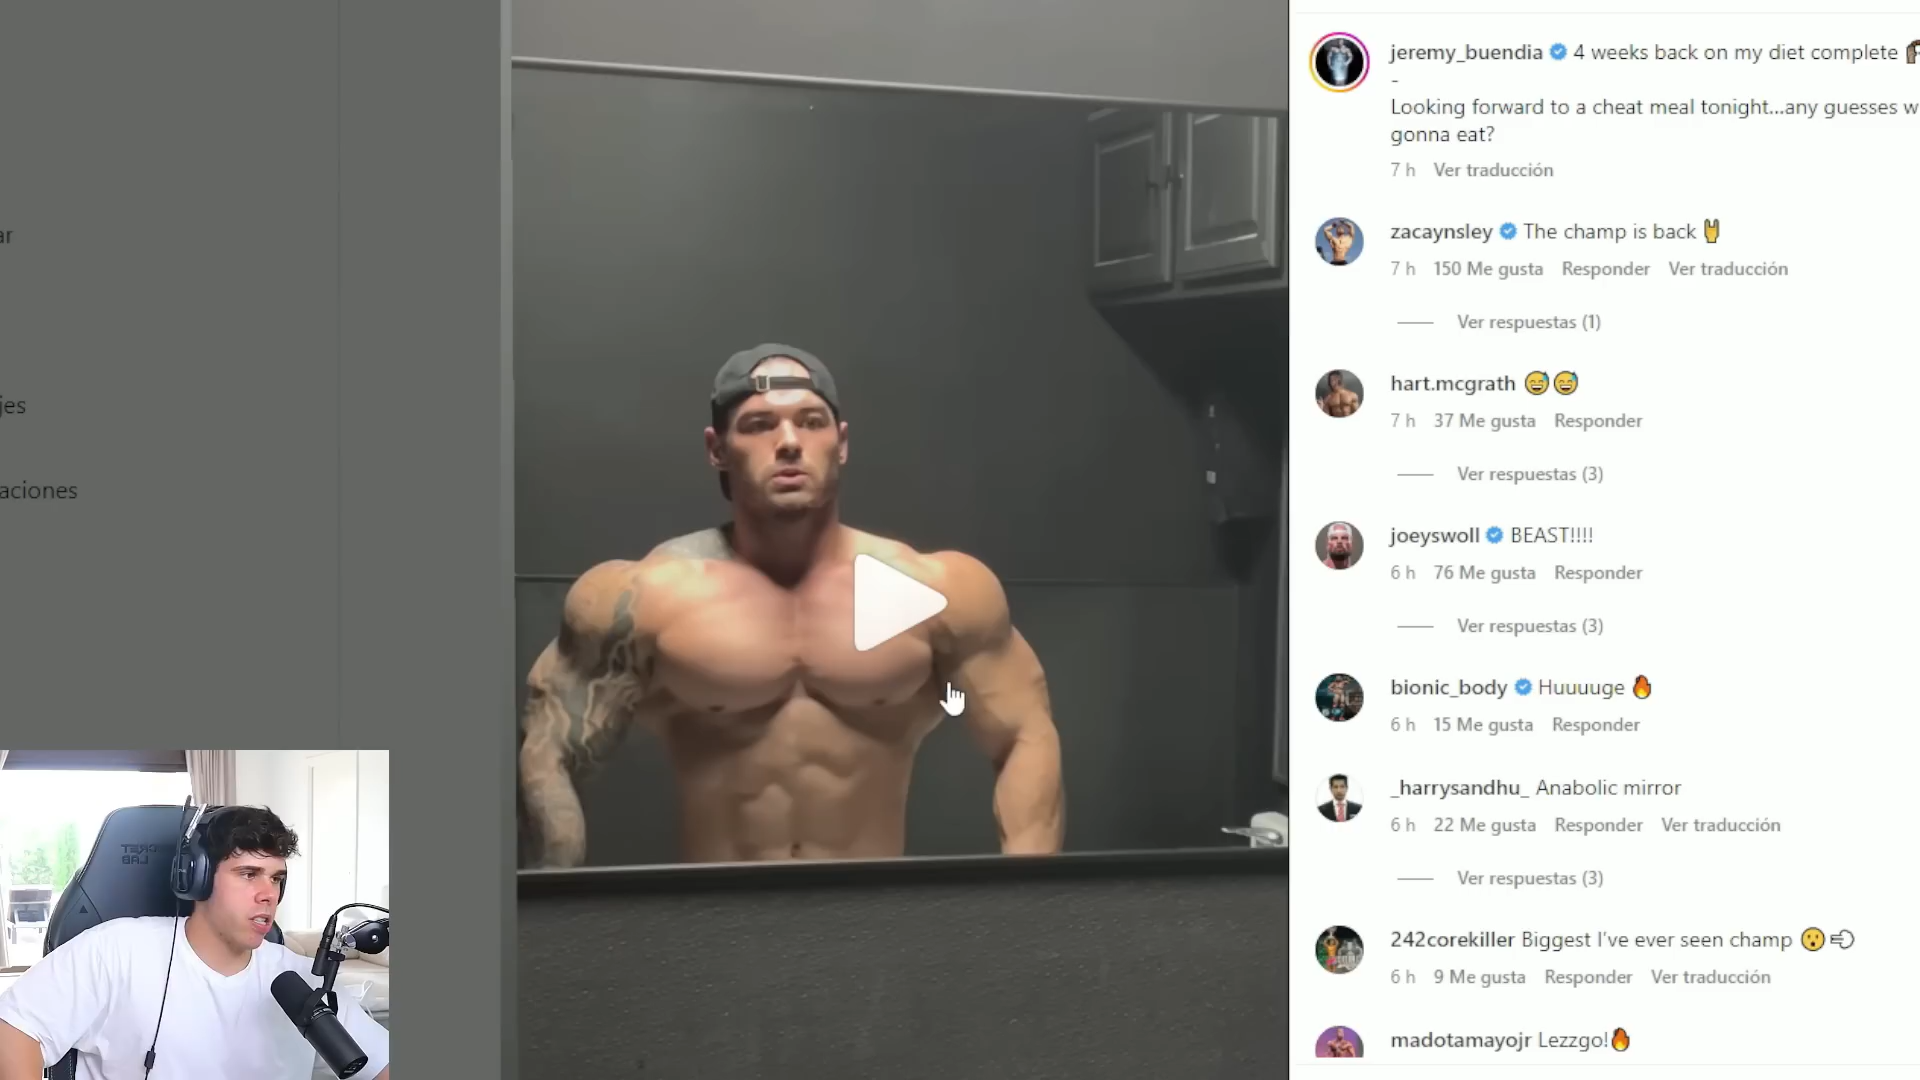 ar
jes
aciones
jeremy_buendia 4 weeks back on my diet complete
-
Looking forward to a cheat meal tonight...any guesses w
gonna eat?
7 h Ver traducción
zacaynsley The champ is back
7 h 150 Me gusta Responder Ver traducción
Ver respuestas (1)
hart.mcgrath 😅😅
7 h 37 Me gusta Responder
Ver respuestas (3)
joeyswoll BEAST!!!!
6 h 76 Me gusta Responder
Ver respuestas (3)
bionic_body Huuuuge 🔥
6 h 15 Me gusta Responder
_harrysandhu_ Anabolic mirror
6 h 22 Me gusta Responder Ver traducción
Ver respuestas (3)
242corekiller Biggest I've ever seen champ 😮💨
6 h 9 Me gusta Responder Ver traducción
madotamayojr Lezzgo!🔥